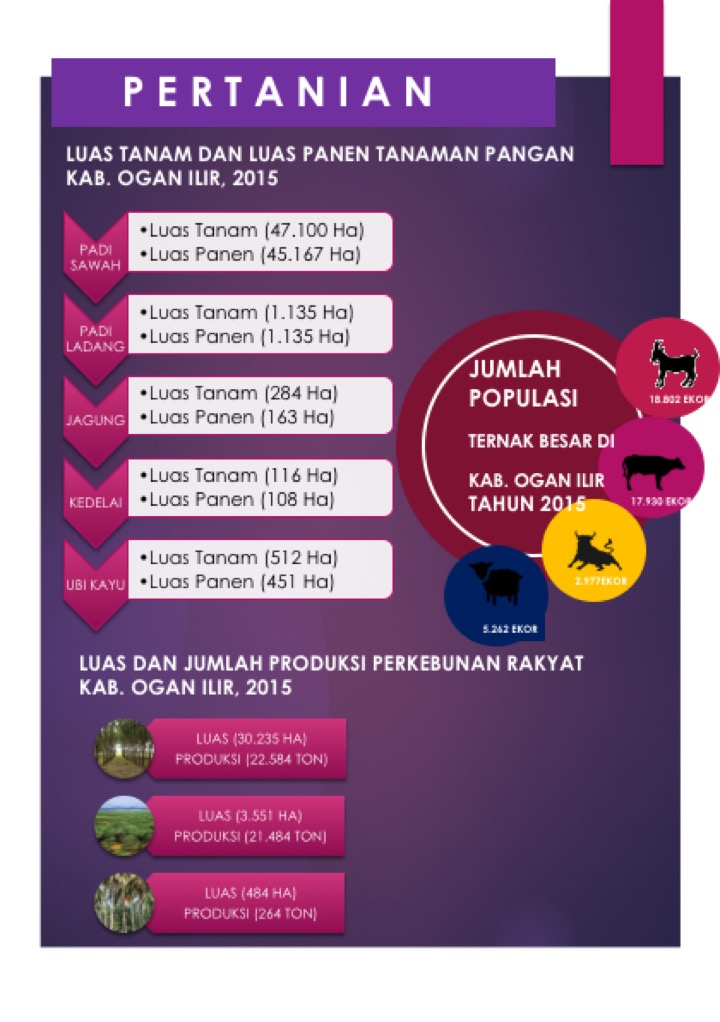 PERTANIAN
LUAS TANAM DAN LUAS PANEN TANAMAN PANGAN
KAB. OGAN ILIR, 2015
PADI
SAWAH
•Luas Tanam (47.100 Ha)
•Luas Panen (45.167 Ha)
PADI
LADANG
•Luas Tanam (1.135 Ha)
•Luas Panen (1.135 Ha)
JAGUNG
•Luas Tanam (284 Ha)
•Luas Panen (163 Ha)
KEDELAI
•Luas Tanam (116 Ha)
•Luas Panen (108 Ha)
UBI KAYU
•Luas Tanam (512 Ha)
•Luas Panen (451 Ha)
JUMLAH
POPULASI
TERNAK BESAR DI
KAB. OGAN ILIR
TAHUN 2015
18.802 EKOR
17.930 EKOR
2.977EKOR
5.262 EKOR
LUAS DAN JUMLAH PRODUKSI PERKEBUNAN RAKYAT
KAB. OGAN ILIR, 2015
LUAS (30.235 HA)
PRODUKSI (22.584 TON)
LUAS (3.551 HA)
PRODUKSI (21.484 TON)
LUAS (484 HA)
PRODUKSI (264 TON)